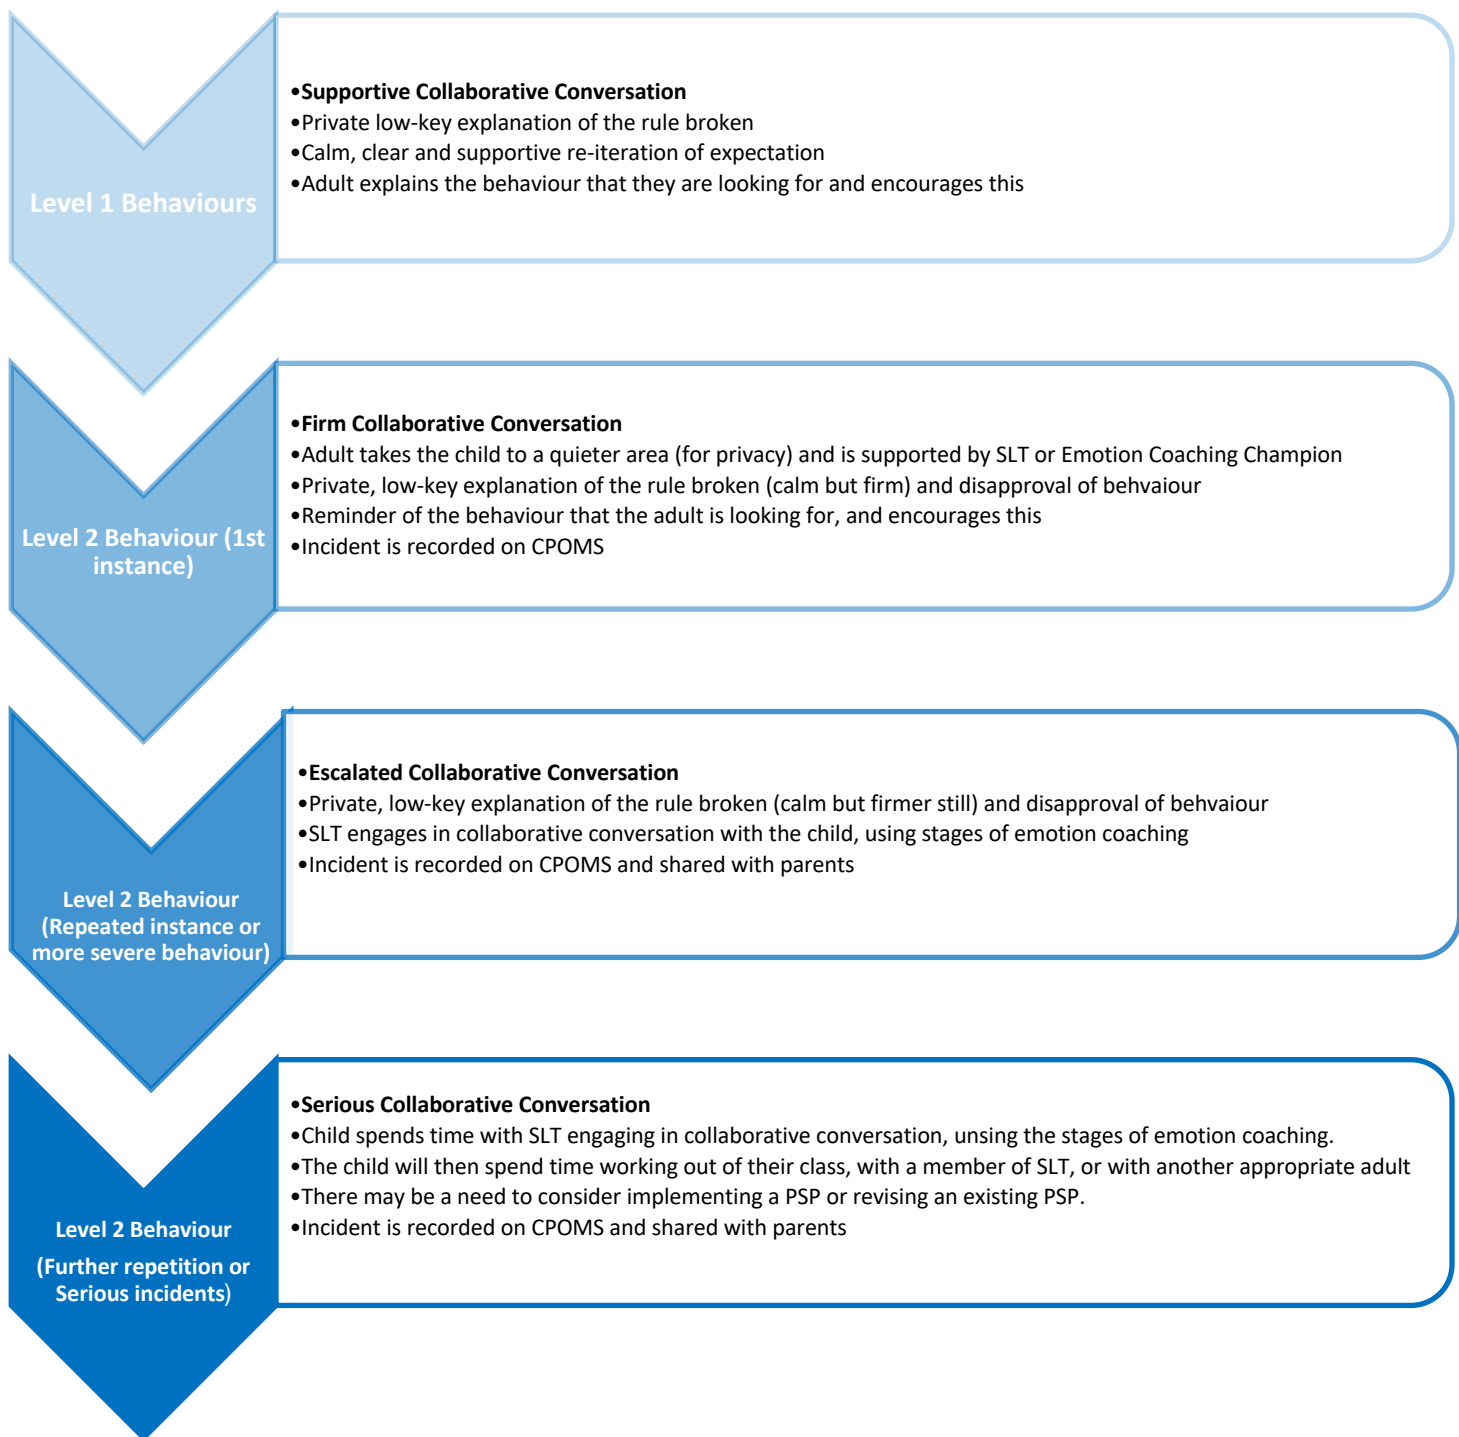 Level 1 Behaviours
•Supportive Collaborative Conversation
•Private low-key explanation of the rule broken
•Calm, clear and supportive re-iteration of expectation
•Adult explains the behaviour that they are looking for and encourages this
Level 2 Behaviour (1st
instance)
•Firm Collaborative Conversation
•Adult takes the child to a quieter area (for privacy) and is supported by SLT or Emotion Coaching Champion
•Private, low-key explanation of the rule broken (calm but firm) and disapproval of behvaiour
•Reminder of the behaviour that the adult is looking for, and encourages this
•Incident is recorded on CPOMS
Level 2 Behaviour
(Repeated instance or
more severe behaviour)
•Escalated Collaborative Conversation
•Private, low-key explanation of the rule broken (calm but firmer still) and disapproval of behvaiour
•SLT engages in collaborative conversation with the child, using stages of emotion coaching
•Incident is recorded on CPOMS and shared with parents
Level 2 Behaviour
(Further repetition or
Serious incidents)
•Serious Collaborative Conversation
•Child spends time with SLT engaging in collaborative conversation, unsing the stages of emotion coaching.
•The child will then spend time working out of their class, with a member of SLT, or with another appropriate adult
•There may be a need to consider implementing a PSP or revising an existing PSP.
•Incident is recorded on CPOMS and shared with parents